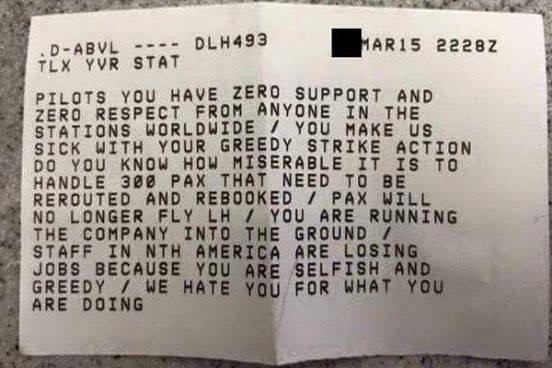 .D-ABVL ---- DLH493 MAR15 2228Z
TLX YVR STAT
PILOTS YOU HAVE ZERO SUPPORT AND
ZERO RESPECT FROM ANYONE IN THE
STATIONS WORLDWIDE / YOU MAKE US
SICK WITH YOUR GREEDY STRIKE ACTION
DO YOU KNOW HOW MISERABLE IT IS TO
HANDLE 300 PAX THAT NEED TO BE
REROUTED AND REBOOKED / PAX WILL
NO LONGER FLY LH / YOU ARE RUNNING
THE COMPANY INTO THE GROUND /
STAFF IN NTH AMERICA ARE LOSING
JOBS BECAUSE YOU ARE SELFISH AND
GREEDY / WE HATE YOU FOR WHAT YOU
ARE DOING